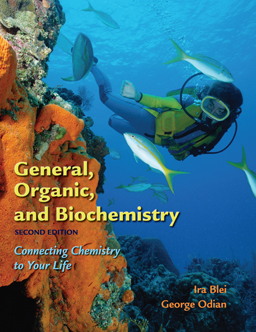 General,
Organic,
and Biochemistry
SECOND EDITION
Connecting Chemistry
to Your Life
Ira Blei
George Odian